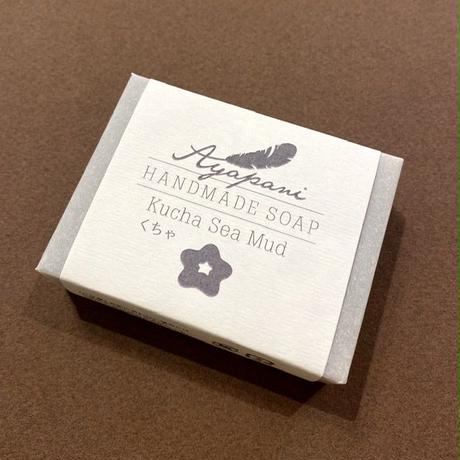 Ayapani
HANDMADE SOAP
Kucha Sea Mud
くちゃ